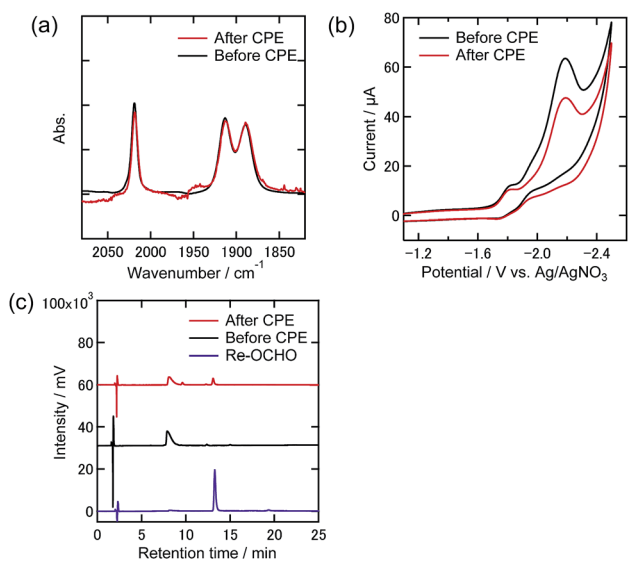 (a)
After CPE
Before CPE
Abs.
2050 2000 1950 1900 1850
Wavenumber / cm⁻¹
(b)
Before CPE
After CPE
Current / µA
80
60
40
20
0
−1.2 −1.6 −2.0 −2.4
Potential / V vs. Ag/AgNO₃
(c)
After CPE
Before CPE
Re-OCHO
Intensity / mV
100x10³
80
60
40
20
0
0 5 10 15 20 25
Retention time / min